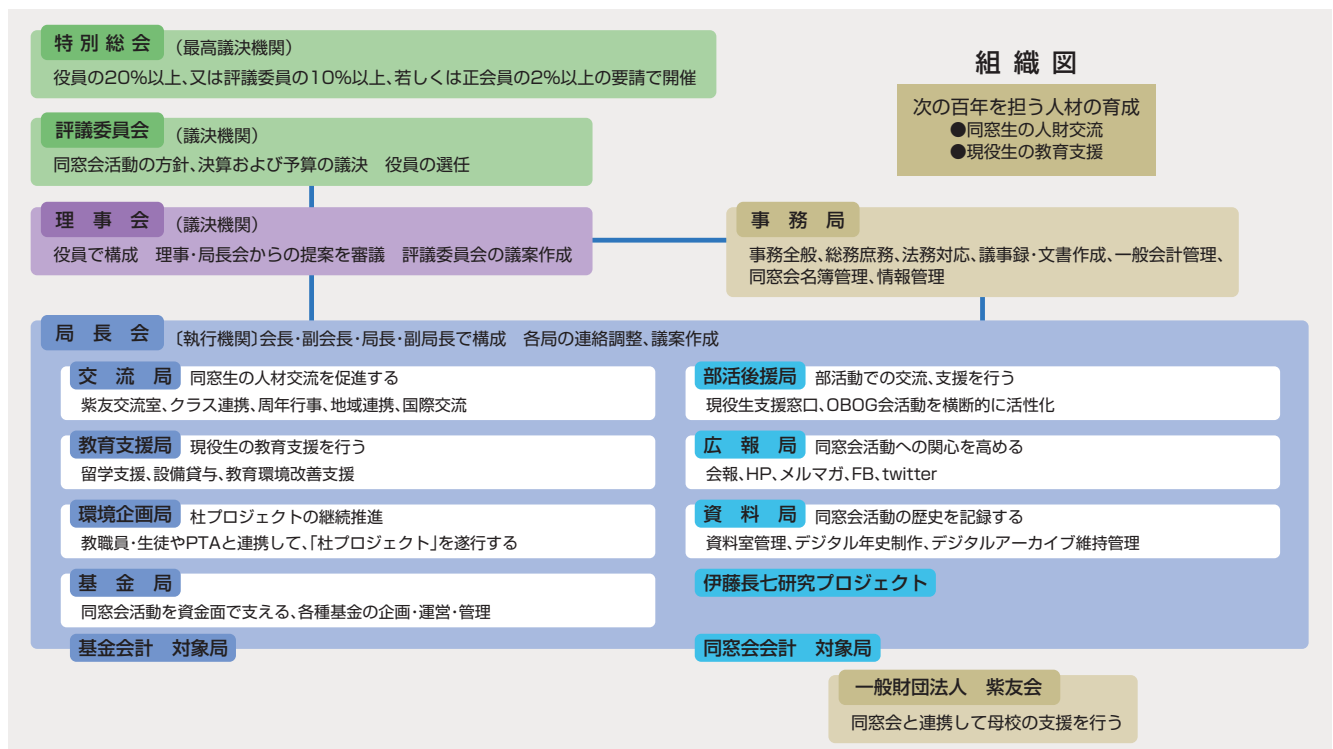 特別総会 （最高議決機関）
役員の20％以上、又は評議委員の10％以上、若しくは正会員の2％以上の要請で開催
組織図
次の百年を担う人材の育成
●同窓生の人財交流
●現役生の教育支援
評議委員会 （議決機関）
同窓会活動の方針、決算および予算の議決　役員の選任
理事会 （議決機関）
役員で構成　理事・局長会からの提案を審議　評議委員会の議案作成
事務局
事務全般、総務庶務、法務対応、議事録・文書作成、一般会計管理、
同窓会名簿管理、情報管理
局長会 〔執行機関〕会長・副会長・局長・副局長で構成　各局の連絡調整、議案作成
交流局 同窓生の人材交流を促進する
紫友交流室、クラス連携、周年行事、地域連携、国際交流
教育支援局 現役生の教育支援を行う
留学支援、設備貸与、教育環境改善支援
環境企画局 杜プロジェクトの継続推進
教職員・生徒やPTAと連携して、「杜プロジェクト」を遂行する
基金局
同窓会活動を資金面で支える、各種基金の企画・運営・管理
基金会計　対象局
部活後援局 部活動での交流、支援を行う
現役生支援窓口、OBOG会活動を横断的に活性化
広報局 同窓会活動への関心を高める
会報、HP、メルマガ、FB、twitter
資料局 同窓会活動の歴史を記録する
資料室管理、デジタル年史制作、デジタルアーカイブ維持管理
伊藤長七研究プロジェクト
同窓会会計　対象局
一般財団法人　紫友会
同窓会と連携して母校の支援を行う